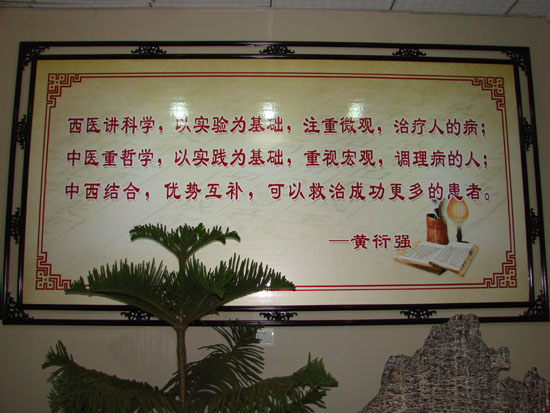 西医讲科学，以实验为基础，注重微观，治疗人的病；
中医重哲学，以实践为基础，重视宏观，调理病的人；
中西结合，优势互补，可以救治成功更多的患者。
—黄衍强